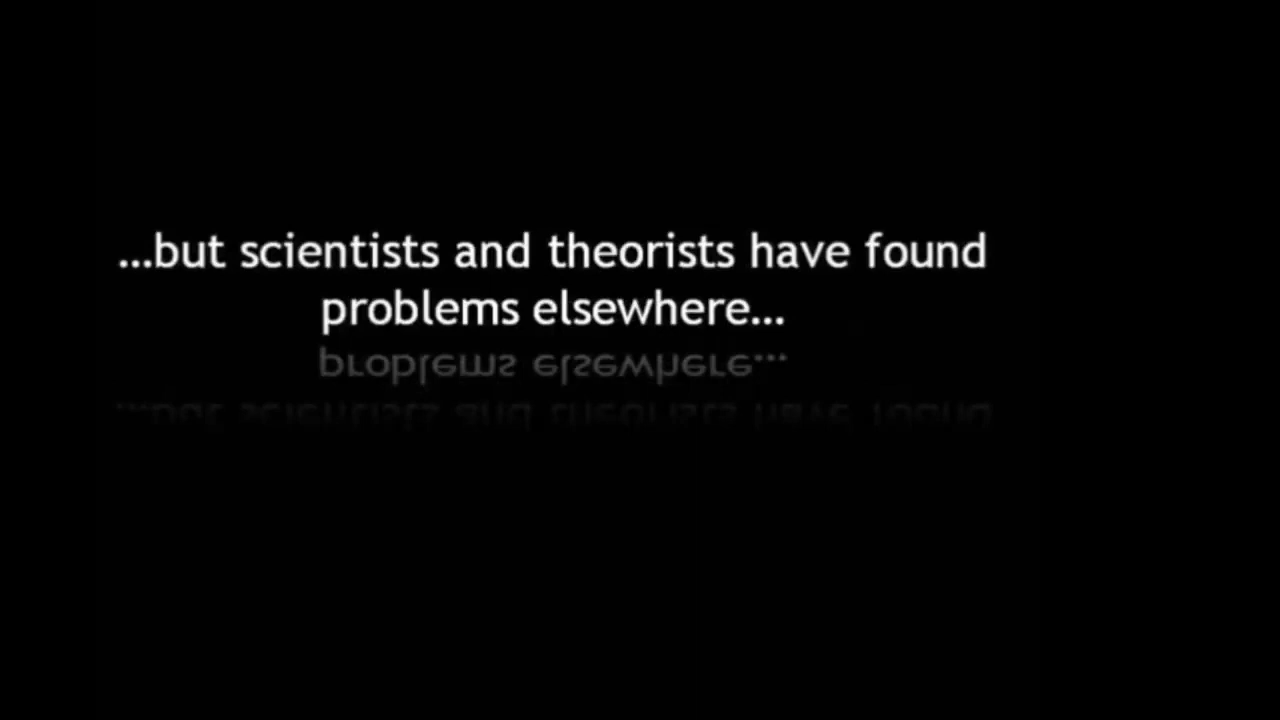 ...but scientists and theorists have found
problems elsewhere...